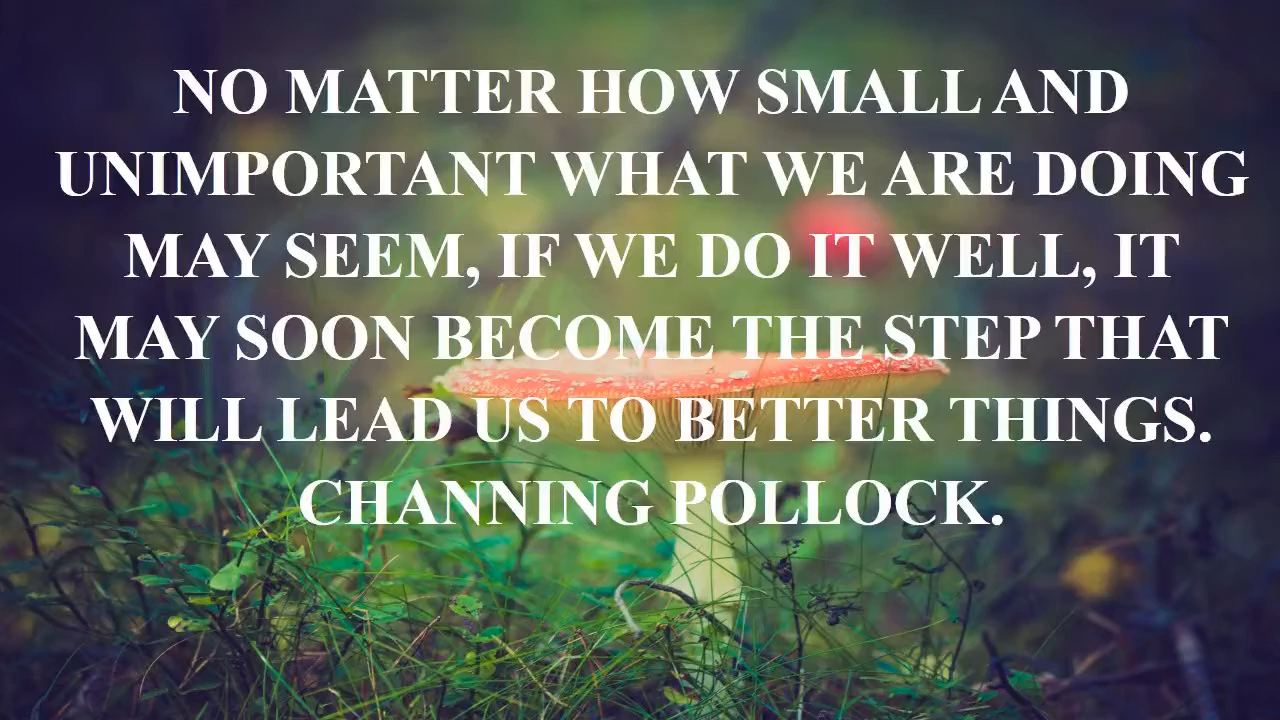 NO MATTER HOW SMALL AND
UNIMPORTANT WHAT WE ARE DOING
MAY SEEM, IF WE DO IT WELL, IT
MAY SOON BECOME THE STEP THAT
WILL LEAD US TO BETTER THINGS.
CHANNING POLLOCK.